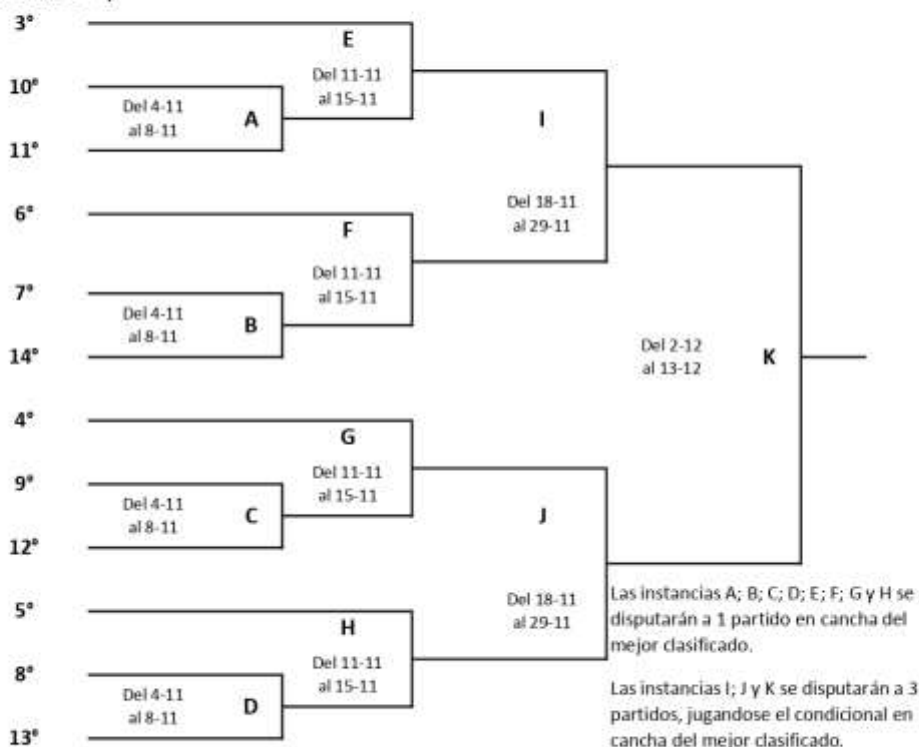 3°
E
Del 11-11
al 15-11
10°
Del 4-11
al 8-11
A
11°
I
Del 18-11
al 29-11
6°
F
Del 11-11
al 15-11
7°
Del 4-11
al 8-11
B
14°
Del 2-12
al 13-12
K
4°
G
Del 11-11
al 15-11
9°
Del 4-11
al 8-11
C
12°
J
Del 18-11
al 29-11
5°
H
Del 11-11
al 15-11
8°
Del 4-11
al 8-11
D
13°
Las instancias A; B; C; D; E; F; G y H se
disputarán a 1 partido en cancha del
mejor clasificado.
Las instancias I; J y K se disputarán a 3
partidos, jugandose el condicional en
cancha del mejor clasificado.